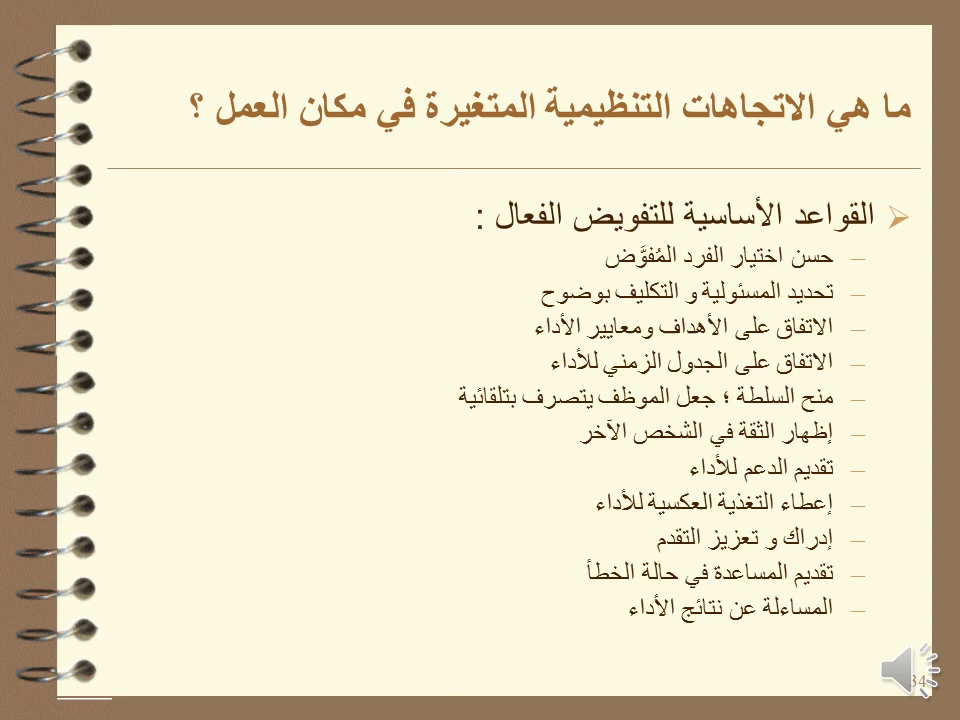 ما هي الاتجاهات التنظيمية المتغيرة في مكان العمل ؟
القواعد الأساسية للتفويض الفعال :
– حسن اختيار الفرد المُفوَّض
– تحديد المسئولية و التكليف بوضوح
– الاتفاق على الأهداف ومعايير الأداء
– الاتفاق على الجدول الزمني للأداء
– منح السلطة ؛ جعل الموظف يتصرف بتلقائية
– إظهار الثقة في الشخص الآخر
– تقديم الدعم للأداء
– إعطاء التغذية العكسية للأداء
– إدراك و تعزيز التقدم
– تقديم المساعدة في حالة الخطأ
– المساءلة عن نتائج الأداء
34